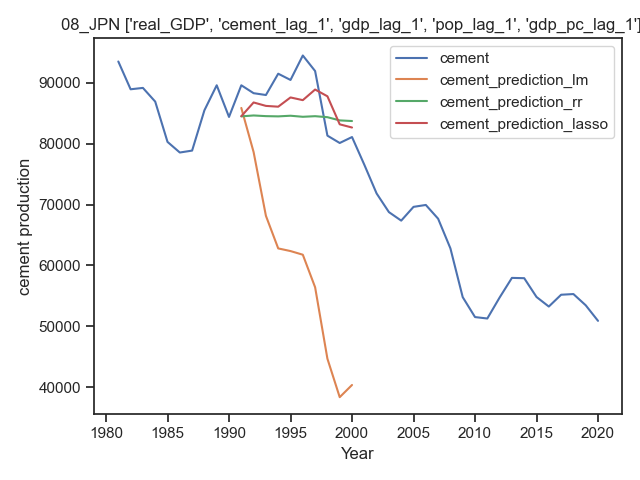 08_JPN ['real_GDP', 'cement_lag_1', 'gdp_lag_1', 'pop_lag_1', 'gdp_pc_lag_1']
cement
cement_prediction_lm
cement_prediction_rr
cement_prediction_lasso
cement production
90000
80000
70000
60000
50000
40000
1980 1985 1990 1995 2000 2005 2010 2015 2020
Year